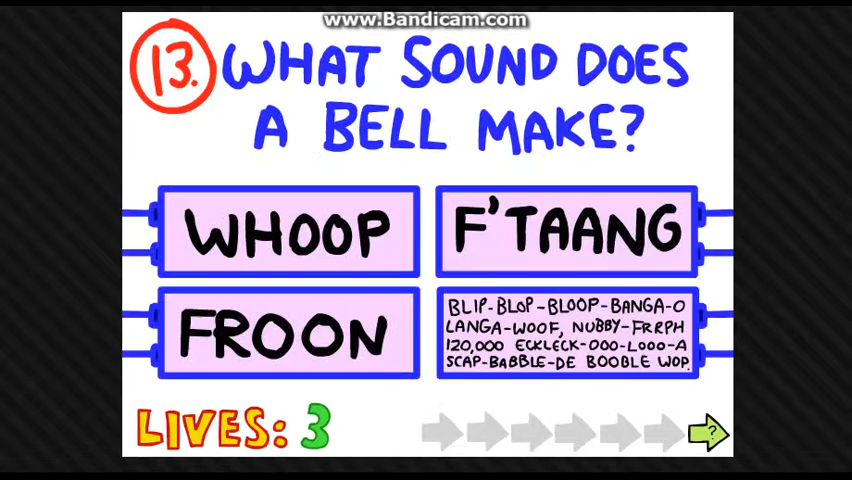 www.Bandicam.com
13. WHAT SOUND DOES
A BELL MAKE?
WHOOP
F'TAANG
FROON
BLIP-BLOP-BLOOP-BANGA-O
LANGA-WOOF, NUBBY-FRRPH
120,000 ECKLECK-OOO-LOOO-A
SCAP-BABBLE-DE BOOBLE WOP.
LIVES: 3
?